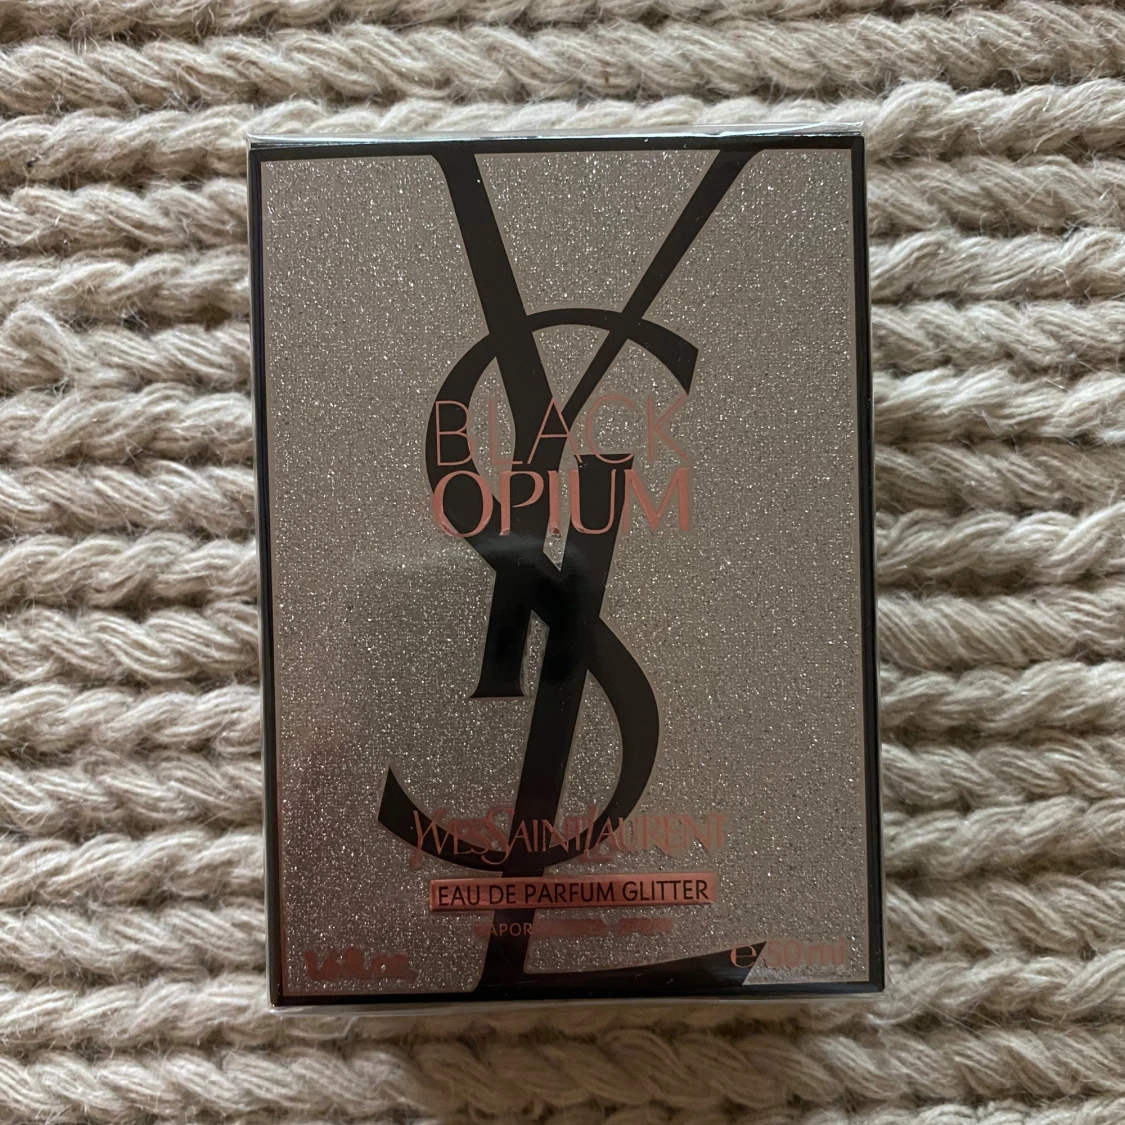 YSL
BLACK
OPIUM
YVESSAINTLAURENT
EAU DE PARFUM GLITTER
e 50 ml